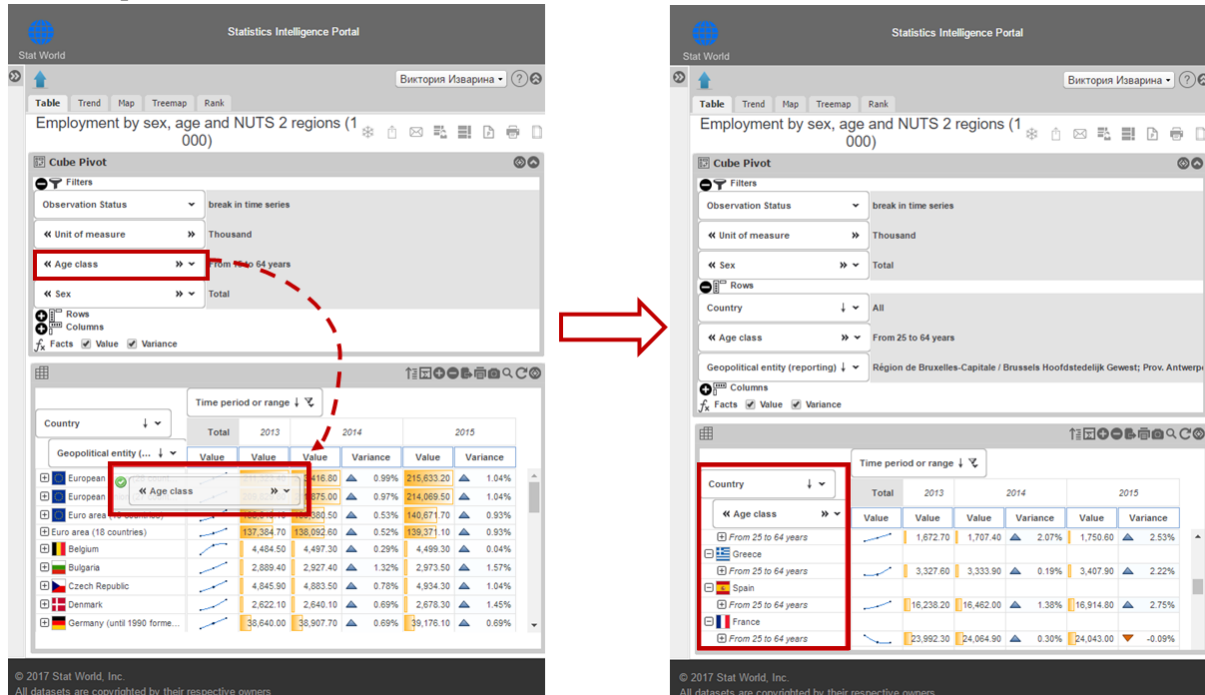 Statistics Intelligence Portal
Stat World
Виктория Изварина
?
Table Trend Map Treemap Rank
Employment by sex, age and NUTS 2 regions (1
000)
Cube Pivot
Filters
Observation Status break in time series
« Unit of measure » Thousand
« Age class » From to 64 years
« Sex » Total
Rows
Columns
fx Facts Value Variance
Time period or range ↓
Country ↓
Total 2013 2014 2015
Geopolitical entity (... ↓
Value Value Value Variance Value Variance
European 416.80 0.99% 215,633.20 1.04%
« Age class »
European 875.00 0.97% 214,069.50 1.04%
Euro area 380.50 0.53% 140,671.70 0.93%
Euro area (18 countries) 137,384.70 138,092.60 0.52% 139,371.10 0.93%
Belgium 4,484.50 4,497.30 0.29% 4,499.30 0.04%
Bulgaria 2,889.40 2,927.40 1.32% 2,973.50 1.57%
Czech Republic 4,845.90 4,883.50 0.78% 4,934.30 1.04%
Denmark 2,622.10 2,640.10 0.69% 2,678.30 1.45%
Germany (until 1990 forme... 38,640.00 38,907.70 0.69% 39,176.10 0.69%
© 2017 Stat World, Inc.
All datasets are copyrighted by their respective owners
Statistics Intelligence Portal
Stat World
Виктория Изварина
?
Table Trend Map Treemap Rank
Employment by sex, age and NUTS 2 regions (1
000)
Cube Pivot
Filters
Observation Status break in time series
« Unit of measure » Thousand
« Sex » Total
Rows
Country ↓ All
« Age class » From 25 to 64 years
Geopolitical entity (reporting) ↓ Région de Bruxelles-Capitale / Brussels Hoofdstedelijk Gewest; Prov. Antwerpe
Columns
fx Facts Value Variance
Time period or range ↓
Country ↓
Total 2013 2014 2015
« Age class »
Value Value Value Variance Value Variance
From 25 to 64 years 1,672.70 1,707.40 2.07% 1,750.60 2.53%
Greece
From 25 to 64 years 3,327.60 3,333.90 0.19% 3,407.90 2.22%
Spain
From 25 to 64 years 16,238.20 16,462.00 1.38% 16,914.80 2.75%
France
From 25 to 64 years 23,992.30 24,064.90 0.30% 24,043.00 -0.09%
© 2017 Stat World, Inc.
All datasets are copyrighted by their respective owners